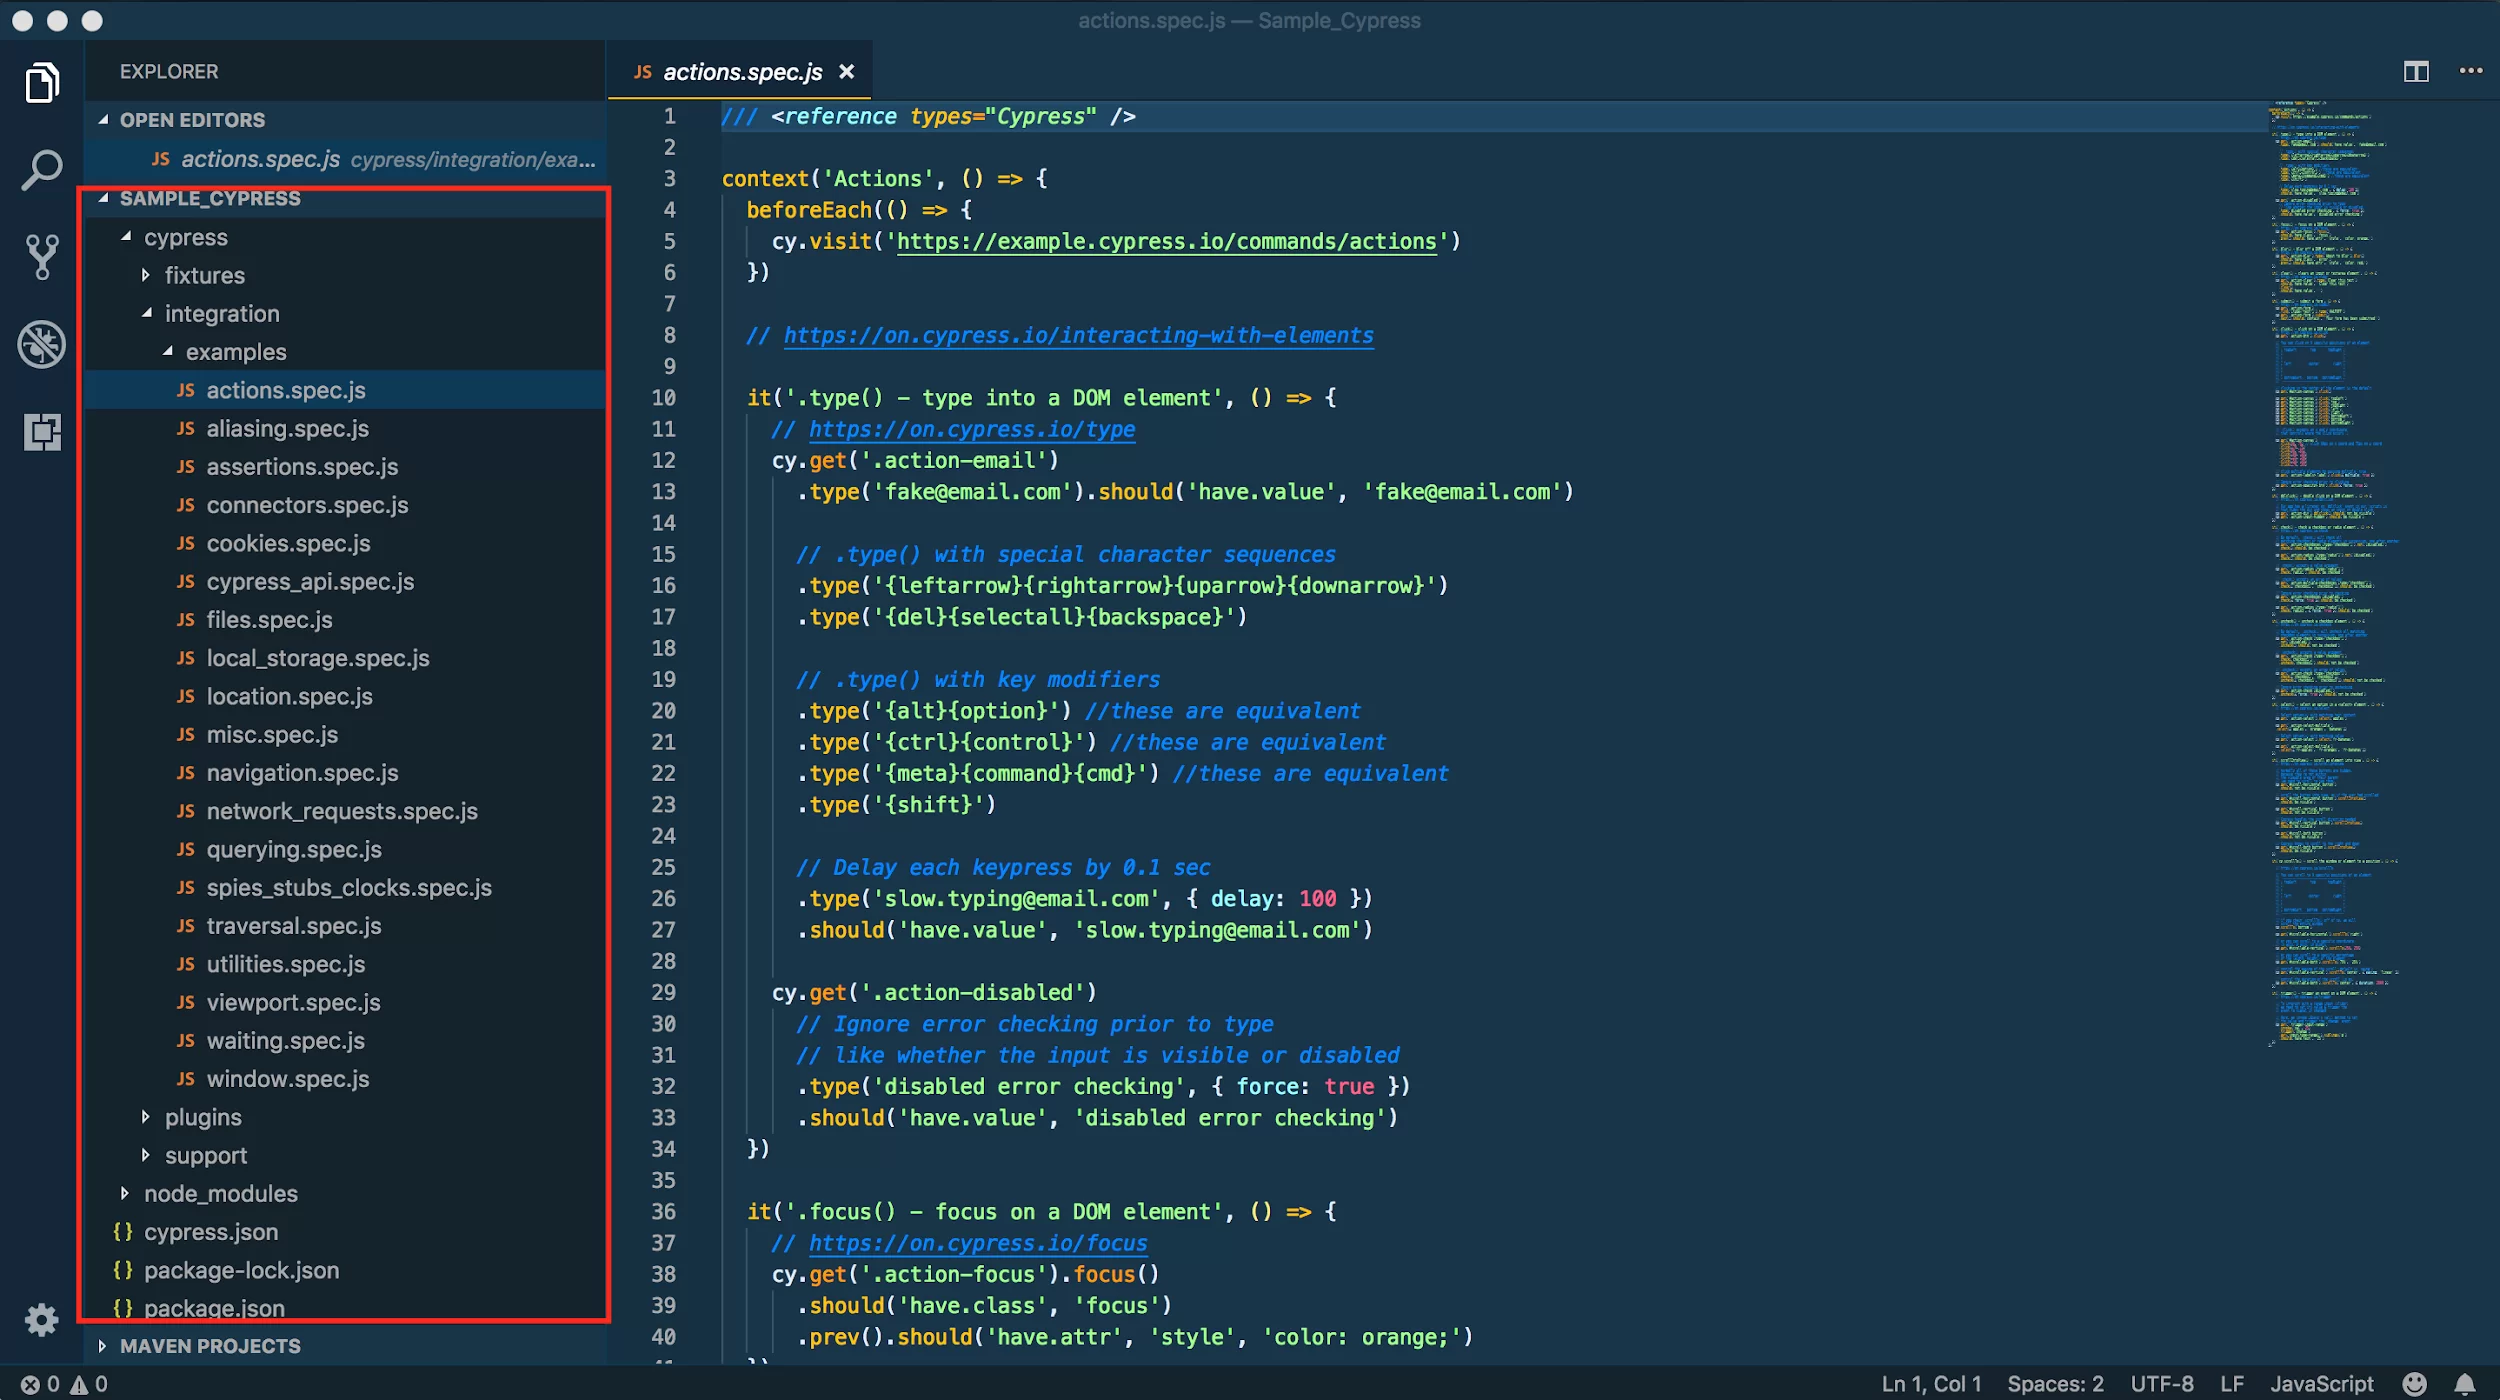 actions.spec.js — Sample_Cypress
EXPLORER
OPEN EDITORS
JS actions.spec.js cypress/integration/exa...
SAMPLE_CYPRESS
cypress
fixtures
integration
examples
JS actions.spec.js
JS aliasing.spec.js
JS assertions.spec.js
JS connectors.spec.js
JS cookies.spec.js
JS cypress_api.spec.js
JS files.spec.js
JS local_storage.spec.js
JS location.spec.js
JS misc.spec.js
JS navigation.spec.js
JS network_requests.spec.js
JS querying.spec.js
JS spies_stubs_clocks.spec.js
JS traversal.spec.js
JS utilities.spec.js
JS viewport.spec.js
JS waiting.spec.js
JS window.spec.js
plugins
support
node_modules
{} cypress.json
{} package-lock.json
{} package.json
MAVEN PROJECTS
JS actions.spec.js ×
1 /// <reference types="Cypress" />
2
3 context('Actions', () => {
4 beforeEach(() => {
5 cy.visit('https://example.cypress.io/commands/actions')
6 })
7
8 // https://on.cypress.io/interacting-with-elements
9
10 it('.type() - type into a DOM element', () => {
11 // https://on.cypress.io/type
12 cy.get('.action-email')
13 .type('fake@email.com').should('have.value', 'fake@email.com')
14
15 // .type() with special character sequences
16 .type('{leftarrow}{rightarrow}{uparrow}{downarrow}')
17 .type('{del}{selectall}{backspace}')
18
19 // .type() with key modifiers
20 .type('{alt}{option}') //these are equivalent
21 .type('{ctrl}{control}') //these are equivalent
22 .type('{meta}{command}{cmd}') //these are equivalent
23 .type('{shift}')
24
25 // Delay each keypress by 0.1 sec
26 .type('slow.typing@email.com', { delay: 100 })
27 .should('have.value', 'slow.typing@email.com')
28
29 cy.get('.action-disabled')
30 // Ignore error checking prior to type
31 // like whether the input is visible or disabled
32 .type('disabled error checking', { force: true })
33 .should('have.value', 'disabled error checking')
34 })
35
36 it('.focus() - focus on a DOM element', () => {
37 // https://on.cypress.io/focus
38 cy.get('.action-focus').focus()
39 .should('have.class', 'focus')
40 .prev().should('have.attr', 'style', 'color: orange;')
0 0
Ln 1, Col 1 Spaces: 2 UTF-8 LF JavaScript